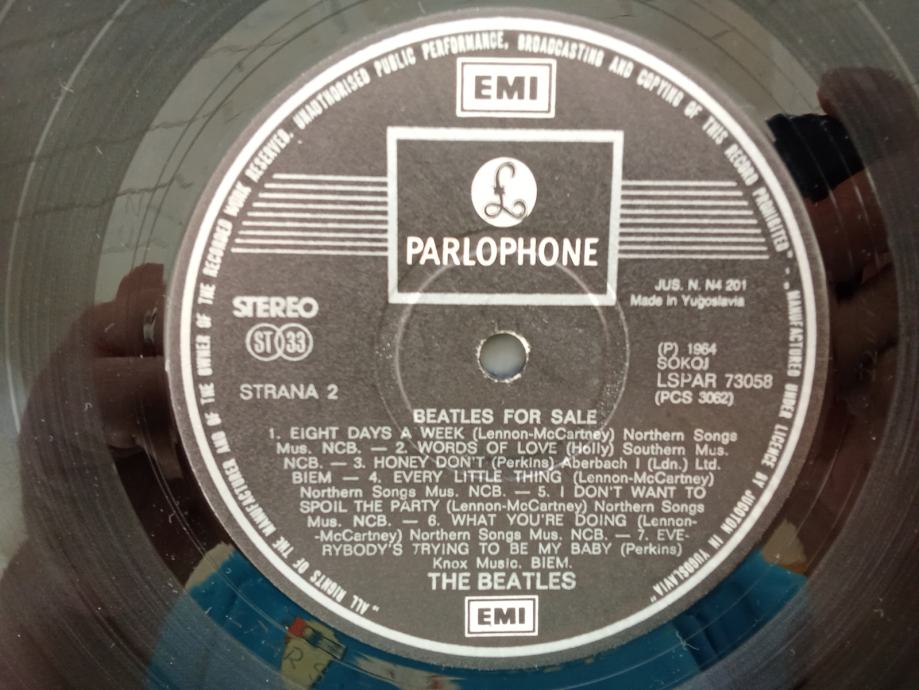 "ALL RIGHTS OF THE MANUFACTURER AND OF THE OWNER OF THE RECORDED WORK RESERVED. UNAUTHORISED PUBLIC PERFORMANCE, BROADCASTING AND COPYING OF THIS RECORD PROHIBITED" - "MANUFACTURED UNDER LICENCE BY JUGOTON IN YUGOSLAVIA"
EMI
£
PARLOPHONE
STEREO
ST 33
STRANA 2
JUS. N. N4 201
Made in Yugoslavia
(P) 1964
SOKOJ
LSPAR 73058
(PCS 3062)
BEATLES FOR SALE
1. EIGHT DAYS A WEEK (Lennon-McCartney) Northern Songs
Mus. NCB. — 2. WORDS OF LOVE (Holly) Southern Mus.
NCB. — 3. HONEY DON'T (Perkins) Aberbach I (Ldn.) Ltd.
BIEM — 4. EVERY LITTLE THING (Lennon-McCartney)
Northern Songs Mus. NCB. — 5. I DON'T WANT TO
SPOIL THE PARTY (Lennon-McCartney) Northern Songs
Mus. NCB. — 6. WHAT YOU'RE DOING (Lennon-
-McCartney) Northern Songs Mus. NCB. — 7. EVE-
RYBODY'S TRYING TO BE MY BABY (Perkins)
Knox Music. BIEM.
THE BEATLES
EMI